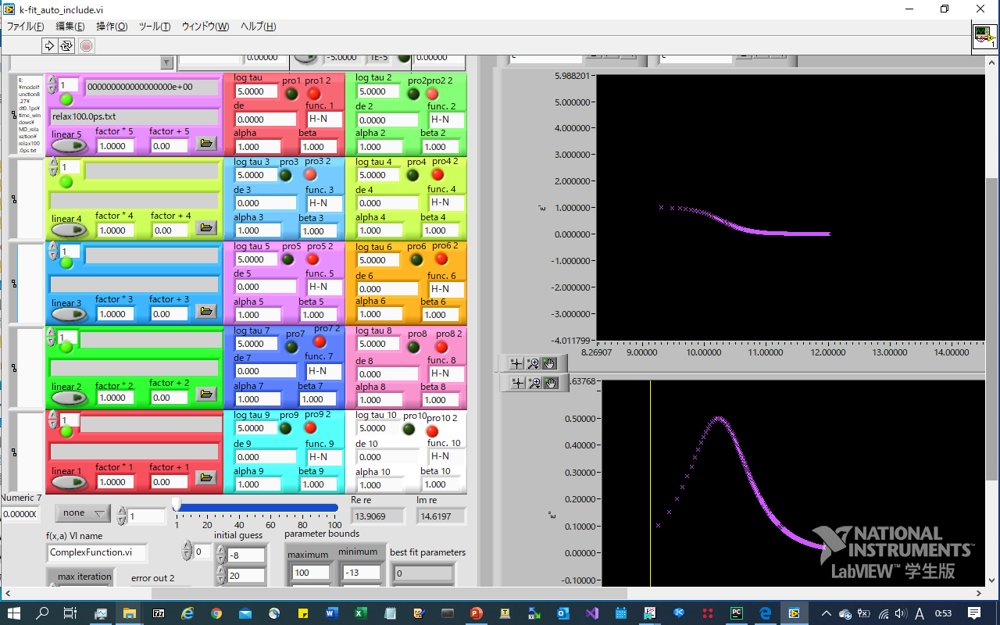 k-fit_auto_include.vi
ファイル(F) 編集(E) 操作(O) ツール(T) ウィンドウ(W) ヘルプ(H)
0.00000 -5.0000 1E-5 0.00000
E:
¥modelf
unction8
.27¥
dt0.1ps¥
time_win
dows¥
MD_rela
xation¥
relax100
.0ps.txt
1 000000000000000000e+00
relax100.0ps.txt
linear 5 factor * 5 factor + 5
1.0000 0.00
log tau pro1 pro1 2
5.0000
de func. 1
0.0000 H-N
alpha beta
1.000 1.000
log tau 2 pro2 pro2 2
5.0000
de 2 func. 2
0.0000 H-N
alpha 2 beta 2
1.000 1.000
1
linear 4 factor * 4 factor + 4
1.0000 0.00
log tau 3 pro3 pro3 2
5.0000
de 3 func. 3
0.000 H-N
alpha 3 beta 3
1.000 1.000
log tau 4 pro4 pro4 2
5.0000
de 4 func. 4
0.000 H-N
alpha 4 beta 4
1.000 1.000
1
linear 3 factor * 3 factor + 3
1.0000 0.00
log tau 5 pro5 pro5 2
5.0000
de 5 func. 5
0.000 H-N
alpha 5 beta 5
1.000 1.000
log tau 6 pro6 pro6 2
5.0000
de 6 func. 6
0.000 H-N
alpha 6 beta 6
1.000 1.000
1
linear 2 factor * 2 factor + 2
1.0000 0.00
log tau 7 pro7 pro7 2
5.0000
de 7 func. 7
0.000 H-N
alpha 7 beta 7
1.000 1.000
log tau 8 pro8 pro8 2
5.0000
de 8 func. 8
0.000 H-N
alpha 8 beta 8
1.000 1.000
1
linear 1 factor * 1 factor + 1
1.0000 0.00
log tau 9 pro9 pro9 2
5.0000
de 9 func. 9
0.000 H-N
alpha 9 beta 9
1.000 1.000
log tau 10 pro10 pro10 2
5.0000
de 10 func. 10
0.000 H-N
alpha 10 beta 10
1.000 1.000
Numeric 7
0.00000
none 1
1 20 40 60 80 100
Re re Im re
13.9069 14.6197
f(x,a) VI name
ComplexFunction.vi
max iteration error out 2
initial guess
0 -8
20
parameter bounds
maximum minimum
100 -13
best fit parameters
0
5.988201
5.000000
4.000000
3.000000
2.000000
1.000000
0.000000
-1.000000
-2.000000
-3.000000
-4.011799
ε'
8.26907 9.00000 10.00000 11.00000 12.00000 13.00000 14.00000
.63768
0.50000
0.40000
0.30000
0.20000
0.10000
0.00000
-0.10000
ε"
NATIONAL
INSTRUMENTS™
LabVIEW™ 学生版
A 0:53